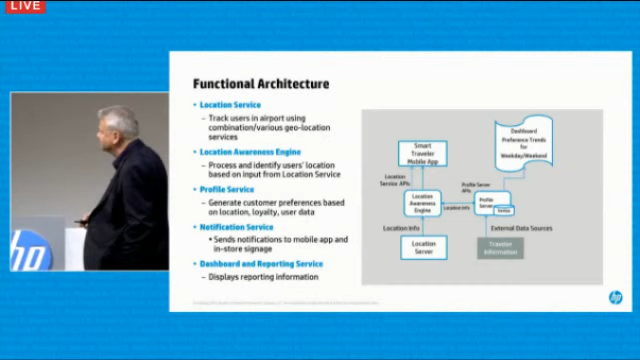 LIVE
Functional Architecture
• Location Service
– Track users in airport using
combination/various geo-location
services
• Location Awareness Engine
– Process and identify users' location
based on input from Location Service
• Profile Service
– Generate customer preferences based
on location, loyalty, user data
• Notification Service
• Sends notifications to mobile app and
in-store signage
• Dashboard and Reporting Service
– Displays reporting information
Dashboard
Preference Trends
for
Weekday/Weekend
Smart
Traveler
Mobile App
Location
Service APIs
Profile Server
APIs
Location
Awareness
Engine
Location Info
Profile
Server
Location Info
External Data Sources
Location
Server
Traveler
Information
hp
hp